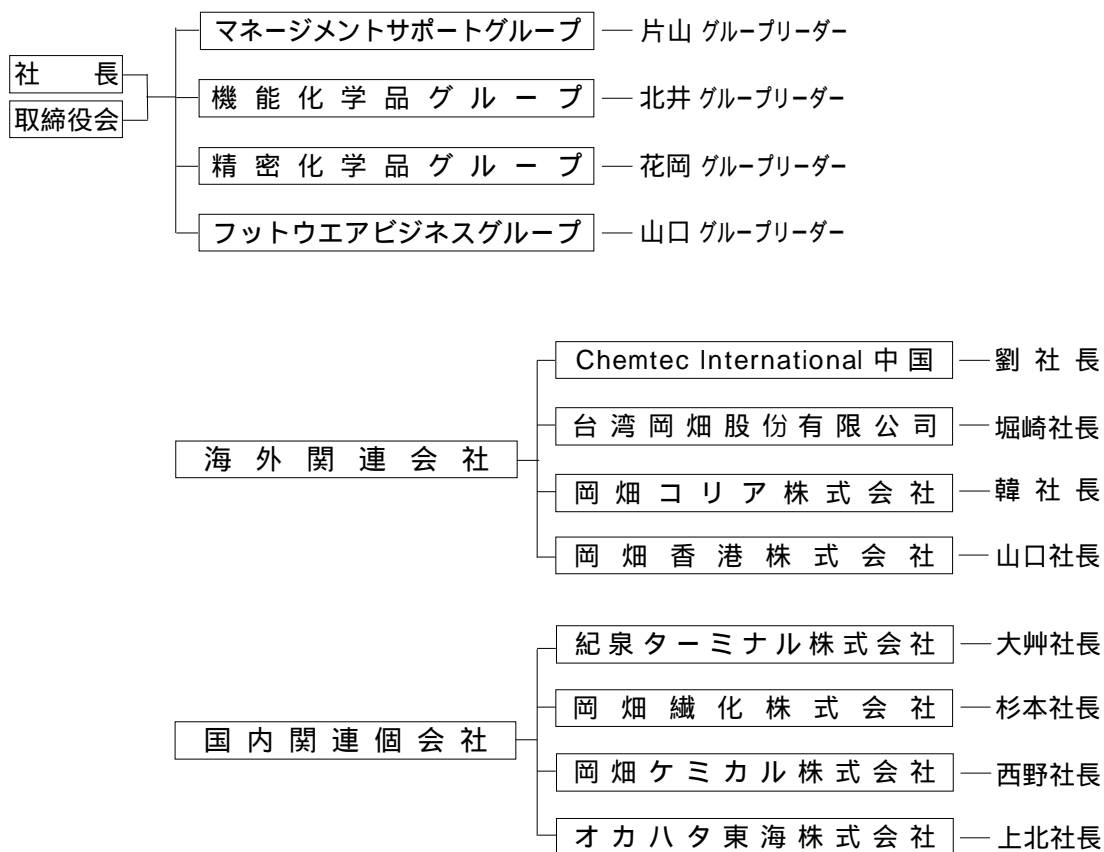 マネージメントサポートグループ 片山 グループリーダー
社長
機能化学品グループ 北井 グループリーダー
取締役会
精密化学品グループ 花岡 グループリーダー
フットウエアビジネスグループ 山口 グループリーダー
Chemtec International 中国 劉社長
台湾岡畑股份有限公司 堀崎社長
海外関連会社
岡畑コリア株式会社 韓社長
岡畑香港株式会社 山口社長
紀泉ターミナル株式会社 大艸社長
岡畑繊化株式会社 杉本社長
国内関連個会社
岡畑ケミカル株式会社 西野社長
オカハタ東海株式会社 上北社長